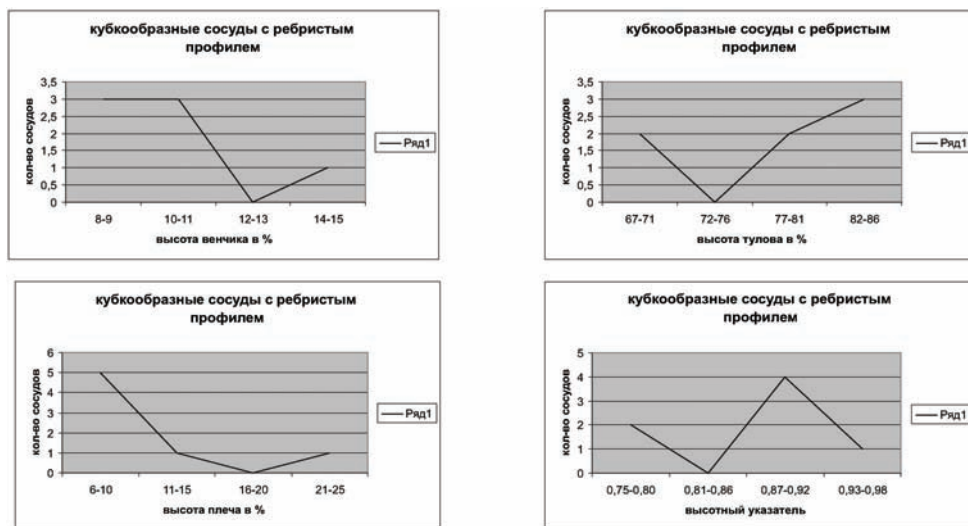 кубкообразные сосуды с ребристым
профилем
кол-во сосудов
3,5
3
2,5
2
1,5
1
0,5
0
8-9 10-11 12-13 14-15
высота венчика в %
Ряд1
кубкообразные сосуды с ребристым
профилем
кол-во сосудов
3,5
3
2,5
2
1,5
1
0,5
0
67-71 72-76 77-81 82-86
высота тулова в %
Ряд1
кубкообразные сосуды с ребристым
профилем
кол-во сосудов
6
5
4
3
2
1
0
6-10 11-15 16-20 21-25
высота плеча в %
Ряд1
кубкообразные сосуды с ребристым
профилем
кол-во сосудов
5
4
3
2
1
0
0,75-0,80 0,81-0,86 0,87-0,92 0,93-0,98
высотный указатель
Ряд1